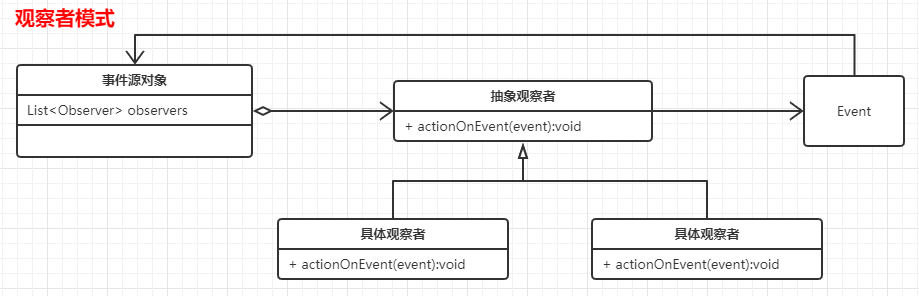 观察者模式
事件源对象
List<Observer> observers
抽象观察者
+ actionOnEvent(event):void
Event
具体观察者
+ actionOnEvent(event):void
具体观察者
+ actionOnEvent(event):void